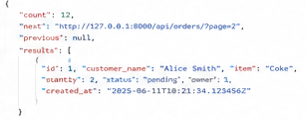 {
"count": 12,
"next": "http://127.0.0.1:8000/api/orders/?page=2",
"previous": null,
"results": [
{
"id": 1, "customer_name": "Alice Smith", "item": "Coke",
"quantity": 2, "status": "pending", "owner": 1,
"created_at": "2025-06-11T10:21:34.123456Z"
}